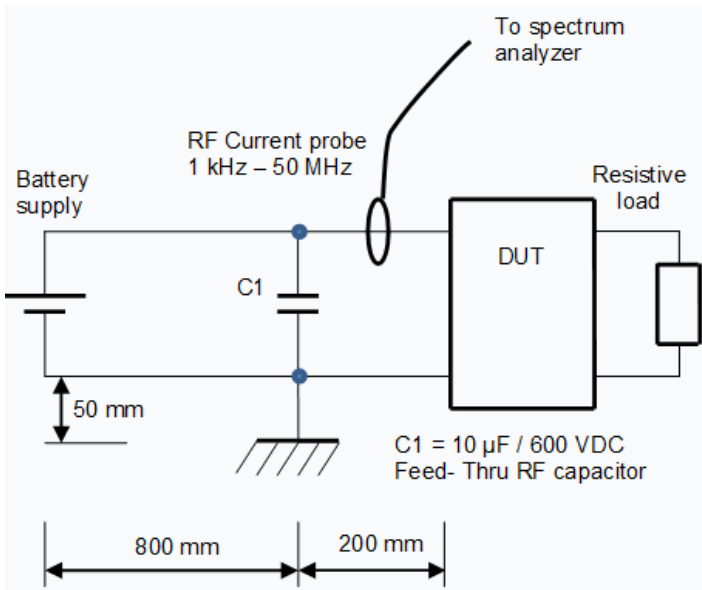 To spectrum
analyzer
RF Current probe
1 kHz – 50 MHz
Battery
supply
Resistive
load
DUT
C1
50 mm
C1 = 10 µF / 600 VDC
Feed- Thru RF capacitor
800 mm
200 mm